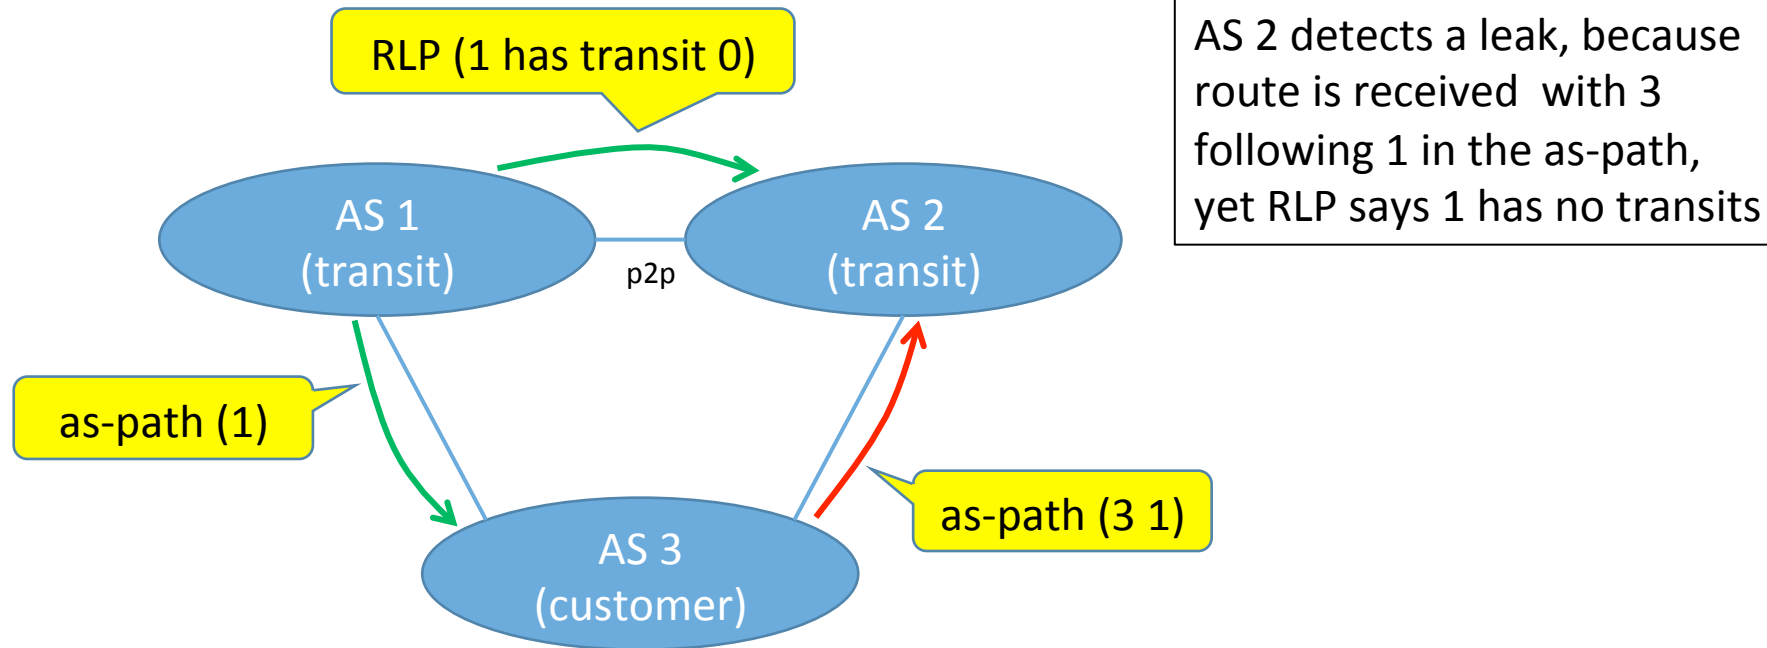 RLP (1 has transit 0)
AS 2 detects a leak, because
route is received  with 3
following 1 in the as-path,
yet RLP says 1 has no transits
AS 1
(transit)
p2p
AS 2
(transit)
as-path (1)
as-path (3 1)
AS 3
(customer)